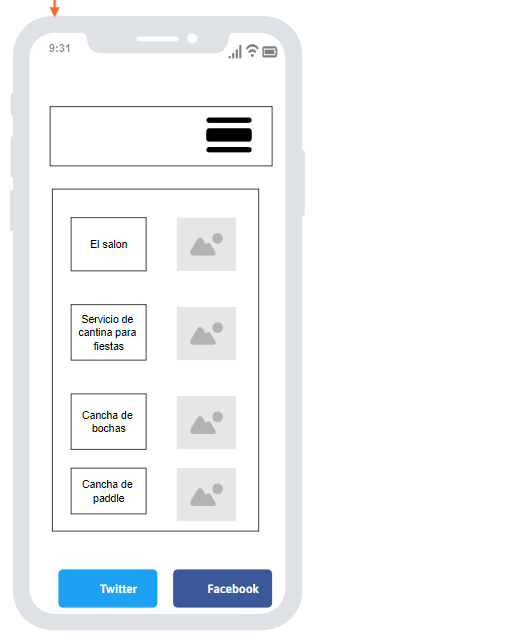 9:31
El salon
Servicio de
cantina para
fiestas
Cancha de
bochas
Cancha de
paddle
Twitter
Facebook